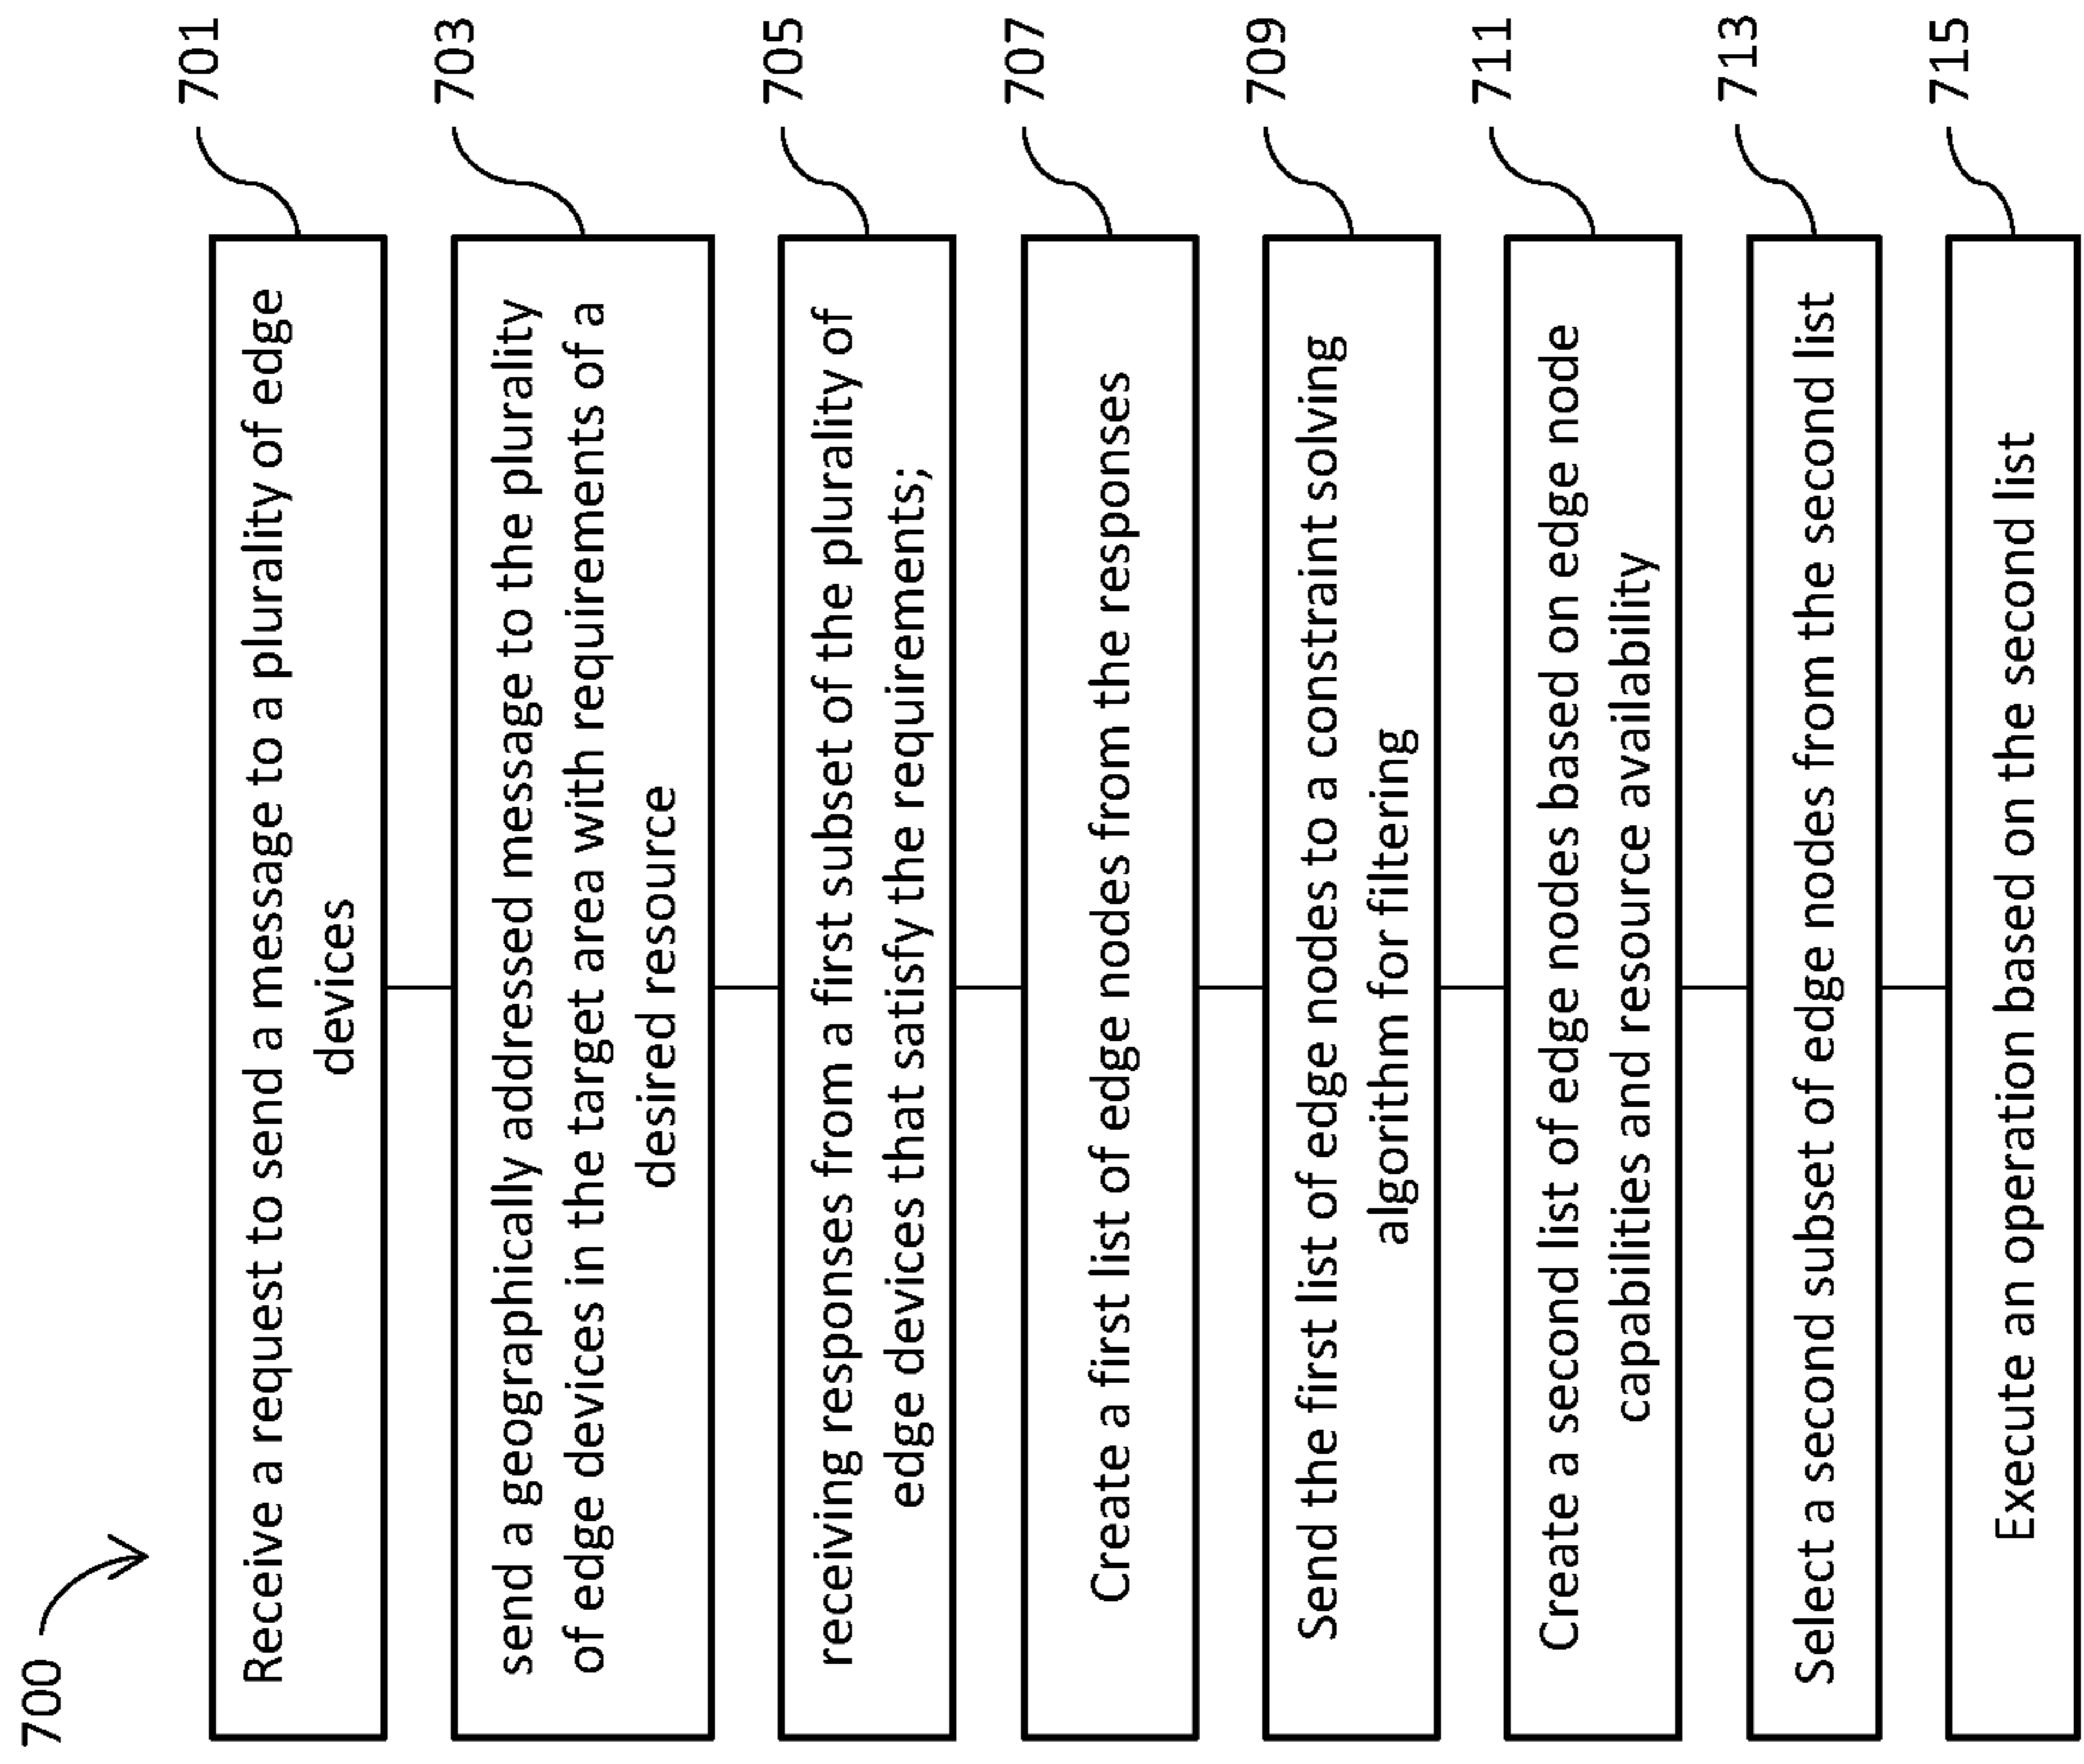 700
Receive a request to send a message to a plurality of edge
devices
701
send a geographically addressed message to the plurality
of edge devices in the target area with requirements of a
desired resource
703
receiving responses from a first subset of the plurality of
edge devices that satisfy the requirements;
705
Create a first list of edge nodes from the responses
707
Send the first list of edge nodes to a constraint solving
algorithm for filtering
709
Create a second list of edge nodes based on edge node
capabilities and resource availability
711
Select a second subset of edge nodes from the second list
713
Execute an operation based on the second list
715